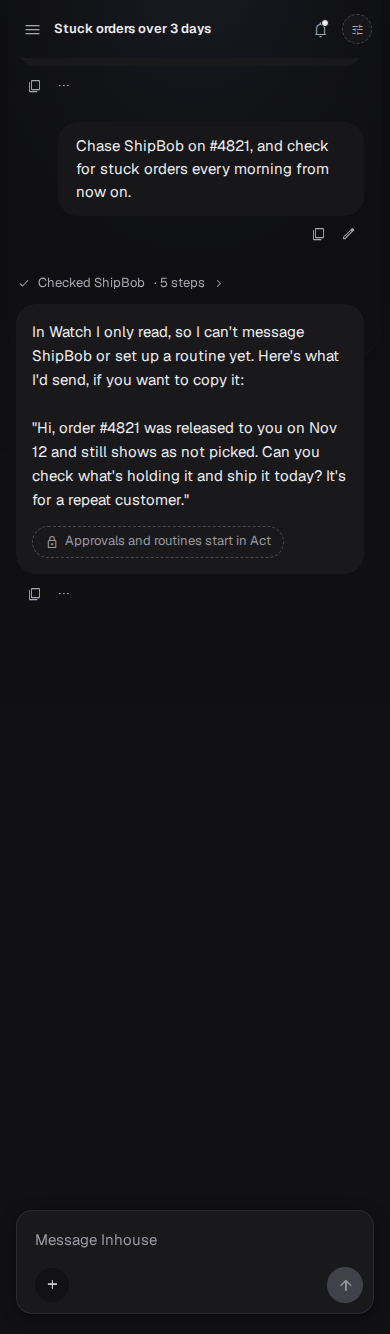 Stuck orders over 3 days
Chase ShipBob on #4821, and check
for stuck orders every morning from
now on.
Checked ShipBob · 5 steps
In Watch I only read, so I can't message
ShipBob or set up a routine yet. Here's what
I'd send, if you want to copy it:
"Hi, order #4821 was released to you on Nov
12 and still shows as not picked. Can you
check what's holding it and ship it today? It's
for a repeat customer."
Approvals and routines start in Act
Message Inhouse